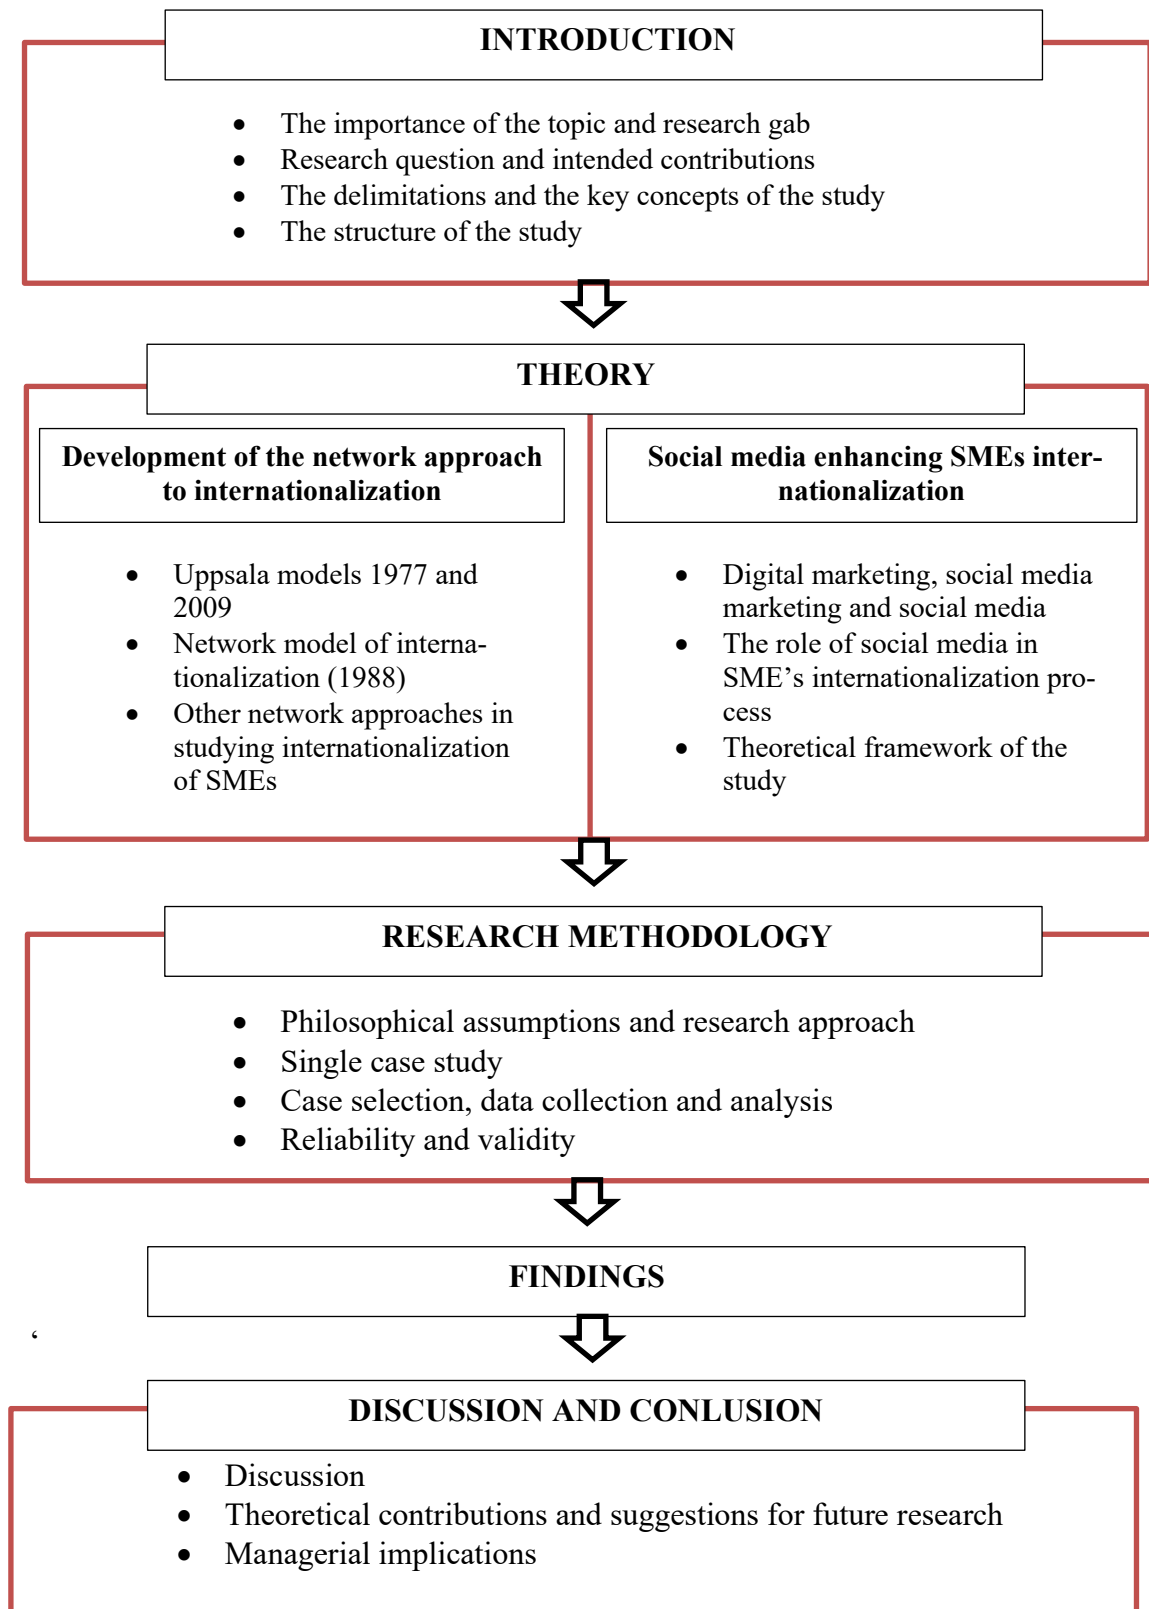 INTRODUCTION
• The importance of the topic and research gab
• Research question and intended contributions
• The delimitations and the key concepts of the study
• The structure of the study
THEORY
Development of the network approach
to internationalization
• Uppsala models 1977 and
2009
• Network model of interna-
tionalization (1988)
• Other network approaches in
studying internationalization
of SMEs
Social media enhancing SMEs inter-
nationalization
• Digital marketing, social media
marketing and social media
• The role of social media in
SME’s internationalization pro-
cess
• Theoretical framework of the
study
RESEARCH METHODOLOGY
• Philosophical assumptions and research approach
• Single case study
• Case selection, data collection and analysis
• Reliability and validity
FINDINGS
‘
DISCUSSION AND CONLUSION
• Discussion
• Theoretical contributions and suggestions for future research
• Managerial implications